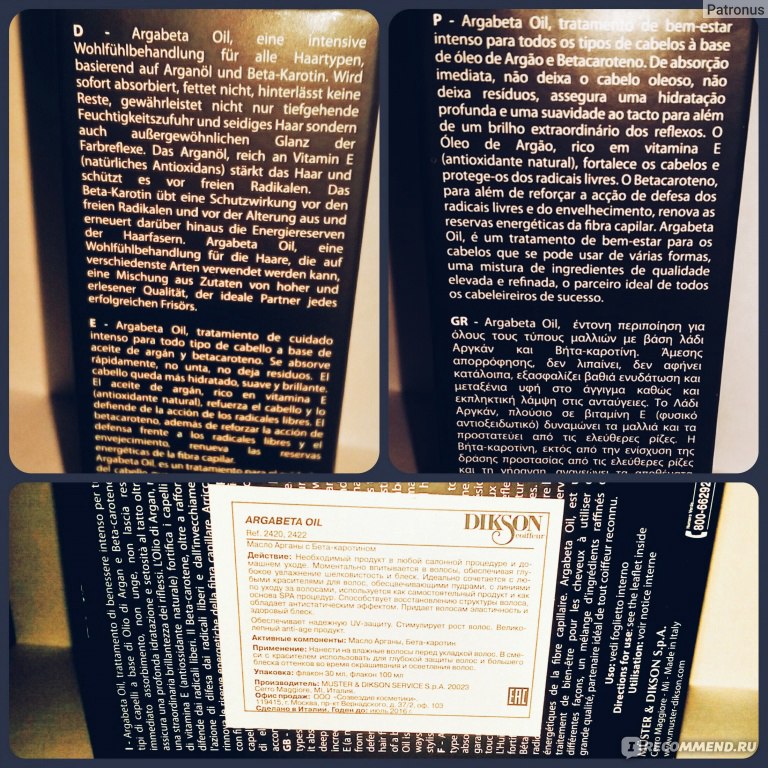 Patronus
D - Argabeta Oil, eine intensive
Wohlfühlbehandlung für alle Haartypen,
basierend auf Arganöl und Beta-Karotin. Wird
sofort absorbiert, fettet nicht, hinterlässt keine
Reste, gewährleistet nicht nur tiefgehende
Feuchtigkeitszufuhr und seidiges Haar sondern
auch außergewöhnlichen Glanz der
Farbreflexe. Das Arganöl, reich an Vitamin E
(natürliches Antioxidans) stärkt das Haar und
schützt es vor freien Radikalen. Das
Beta-Karotin übt eine Schutzwirkung vor den
freien Radikalen und vor der Alterung aus und
erneuert darüber hinaus die Energiereserven
der Haarfasern. Argabeta Oil, eine
Wohlfühlbehandlung für die Haare, die auf
verschiedenste Arten verwendet werden kann,
eine Mischung aus Zutaten von hoher und
erlesener Qualität, der ideale Partner jedes
erfolgreichen Frisörs.
E - Argabeta Oil, tratamiento de cuidado
intenso para todo tipo de cabello a base de
aceite de argán y betacaroteno. Se absorve
rápidamente, no unta, no deja residuos. El
cabello queda más hidratado, suave y brillante.
El aceite de argán, rico en vitamina E
(antioxidante natural), refuerza el cabello y lo
defiende de la acción de los radicales libres. El
betacaroteno, además de reforzar la acción de
defensa frente a los radicales libres y el
envejecimiento, renueva las reservas
energéticas de la fibra capilar.
Argabeta Oil, es un tratamiento para el
P - Argabeta Oil, tratamento de bem-estar
intenso para todos os tipos de cabelos à base
de óleo de Argão e Betacaroteno. De absorção
imediata, não deixa o cabelo oleoso, não
deixa resíduos, assegura uma hidratação
profunda e uma suavidade ao tacto para além
de um brilho extraordinário dos reflexos. O
Óleo de Argão, rico em vitamina E
(antioxidante natural), fortalece os cabelos e
protege-os dos radicais livres. O Betacaroteno,
para além de reforçar a acção de defesa dos
radicais livres e do envelhecimento, renova as
reservas energéticas da fibra capilar. Argabeta
Oil, é um tratamento de bem-estar para os
cabelos que se pode usar de várias formas,
uma mistura de ingredientes de qualidade
elevada e refinada, o parceiro ideal de todos
os cabeleireiros de sucesso.
GR - Argabeta Oil, έντονη περιποίηση για
όλους τους τύπους μαλλιών με βάση λάδι
Αργκάν και Βήτα-καροτίνη. Άμεσης
απορρόφησης, δεν λιπαίνει, δεν αφήνει
κατάλοιπα, εξασφαλίζει βαθιά ενυδάτωση και
μεταξένια υφή στο άγγιγμα καθώς και
εκπληκτική λάμψη στις ανταύγειες. Το Λάδι
Αργκάν, πλούσιο σε βιταμίνη Ε (φυσικό
αντιοξειδωτικό) δυναμώνει τα μαλλιά και τα
προστατεύει από τις ελεύθερες ρίζες. Η
Βήτα-καροτίνη, εκτός από την ενίσχυση της
δράσης προστασίας από τις ελεύθερες ρίζες
και τη γήρανση, ανανεώνει τα αποθέματα
ARGABETA OIL
DIKSON
coiffeur
Ref. 2420, 2422
Масло Арганы с Бета-каротином
Действие: Необходимый продукт в любой салонной процедуре и до-
машнем уходе. Моментально впитывается в волосы, обеспечивая глу-
бокое увлажнение шелковистость и блеск. Идеально сочетается с лю-
быми красителями для волос, обесцвечивающими пудрами, с линиями
по уходу за волосами, используется как самостоятельный продукт и как
основа SPA процедур. Способствует восстановлению структуры волоса,
обладает антистатическим эффектом. Придает волосам эластичность и
здоровый блеск.
Обеспечивает надежную UV-защиту. Стимулирует рост волос. Велико-
лепный anti-age продукт.
Активные компоненты: Масло Арганы, Бета-каротин.
Применение: Нанести на влажные волосы перед укладкой волос. В сме-
си с красителем использовать для глубокой защиты волос и большего
блеска оттенков во время окрашивания и осветления волос.
Упаковка: флакон 30 мл, флакон 100 мл
Производитель: MUSTER & DIKSON SERVICE S.p.A. 20023
Cerro Maggiore, MI, Италия
Офис продаж: ООО «Созвездие косметики»
119415, г. Москва, пр-кт Вернадского, д. 37/2, оф. 103
Сделано в Италии. Годен до: июль 2016 г.
EAC
800-66292
Uso: vedi foglietto interno
Directions for use: see the leaflet inside
Utilisation: voir notice interne
MUSTER & DIKSON S.p.A.
Cerro Maggiore - MI - Made in Italy
www.muster-dikson.com
IRECOMMEND.RU